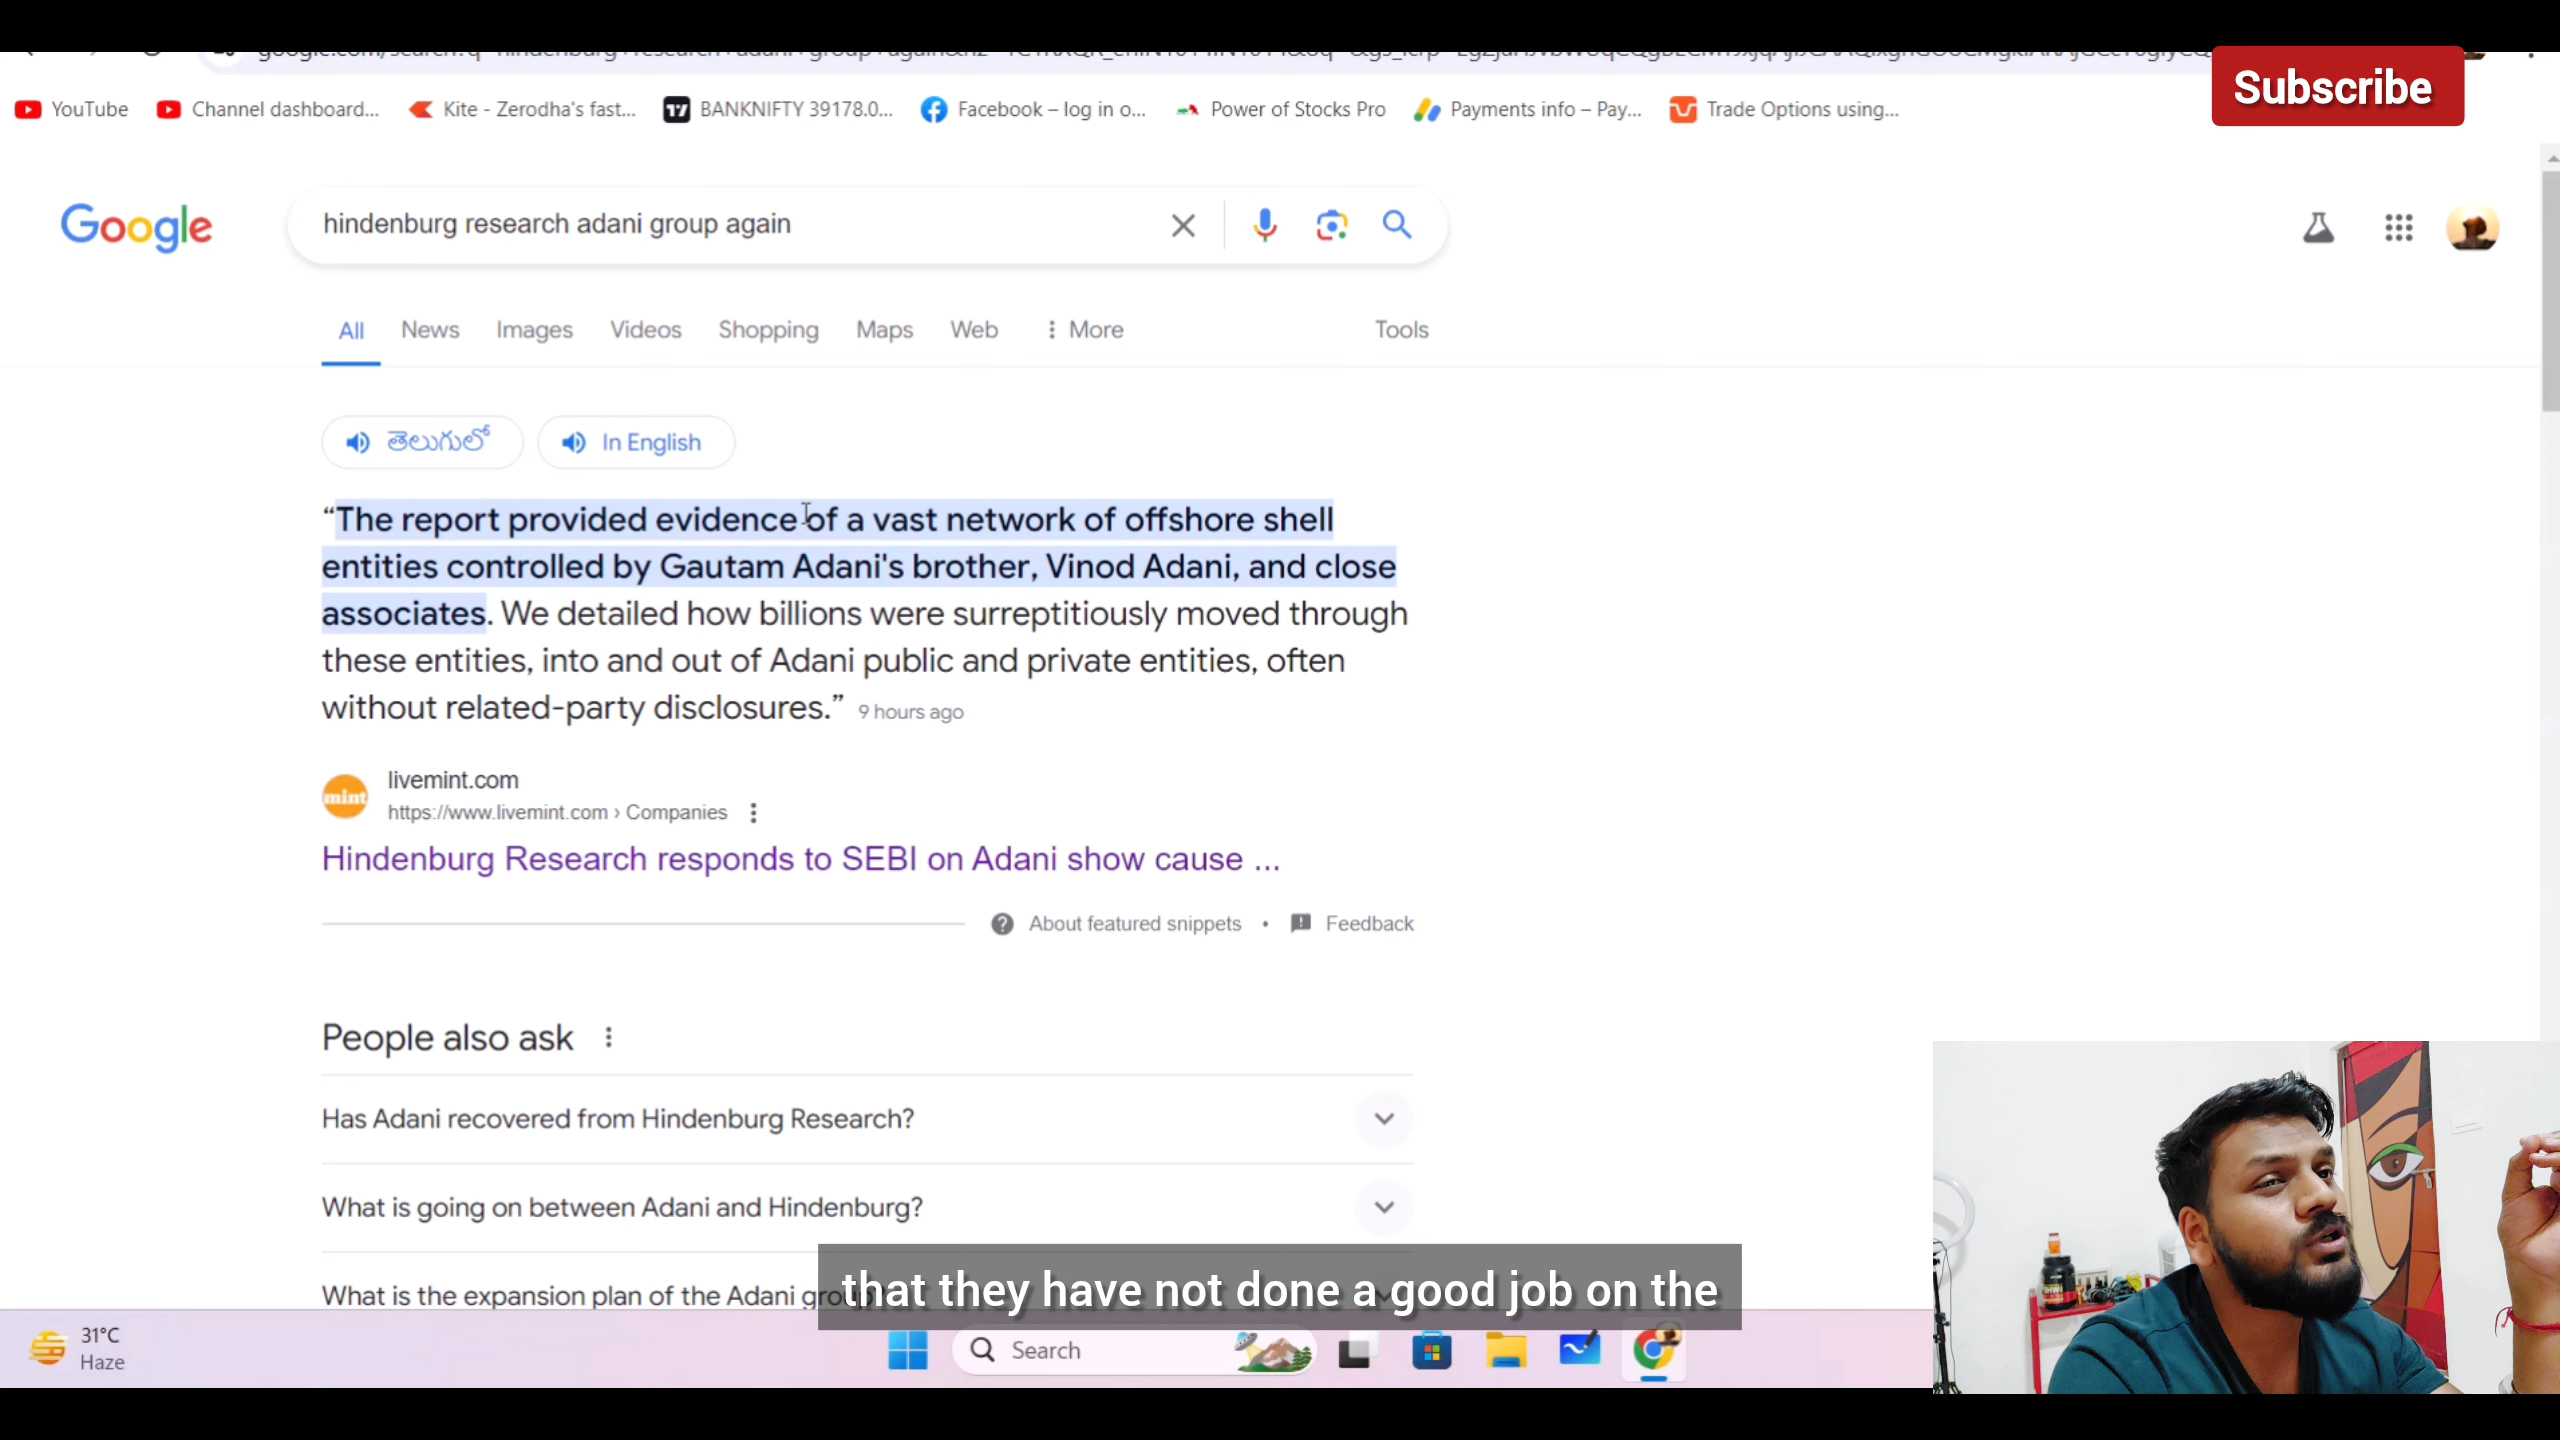 Subscribe
YouTube
Channel dashboard...
Kite - Zerodha's fast...
BANKNIFTY 39178.0...
Facebook – log in o...
Power of Stocks Pro
Payments info – Pay...
Trade Options using...
Google
hindenburg research adani group again
All News Images Videos Shopping Maps Web More Tools
తెలుగులో
In English
“The report provided evidence of a vast network of offshore shell
entities controlled by Gautam Adani's brother, Vinod Adani, and close
associates. We detailed how billions were surreptitiously moved through
these entities, into and out of Adani public and private entities, often
without related-party disclosures.” 9 hours ago
mint
livemint.com
https://www.livemint.com › Companies
Hindenburg Research responds to SEBI on Adani show cause ...
About featured snippets • Feedback
People also ask
Has Adani recovered from Hindenburg Research?
What is going on between Adani and Hindenburg?
What is the expansion plan of the Adani group
that they have not done a good job on the
31°C
Haze
Search